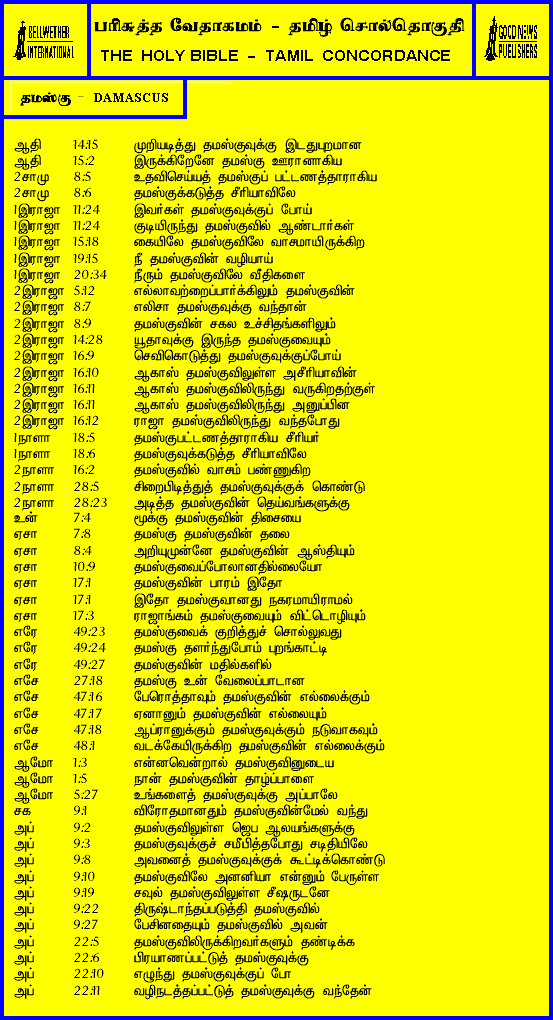 BELLWETHER INTERNATIONAL
பரிசுத்த வேதாகமம் - தமிழ் சொல்தொகுதி
THE HOLY BIBLE - TAMIL CONCORDANCE
GOOD NEWS PUBLISHERS
தமஸ்கு - DAMASCUS
ஆதி 14:15 முறியடித்து தமஸ்குவுக்கு இடதுபுறமான
ஆதி 15:2 இருக்கிறேனே தமஸ்கு ஊரானாகிய
2சாமு 8:5 உதவிசெய்யத் தமஸ்குப் பட்டணத்தாராகிய
2சாமு 8:6 தமஸ்குக்கடுத்த சீரியாவிலே
1இராஜா 11:24 இவர்கள் தமஸ்குவுக்குப் போய்
1இராஜா 11:24 குடியிருந்து தமஸ்குவில் ஆண்டார்கள்
1இராஜா 15:18 கையிலே தமஸ்குவிலே வாசமாயிருக்கிற
1இராஜா 19:15 நீ தமஸ்குவின் வழியாய்
1இராஜா 20:34 நீரும் தமஸ்குவிலே வீதிகளை
2இராஜா 5:12 எல்லாவற்றைப்பார்க்கிலும் தமஸ்குவின்
2இராஜா 8:7 எலிசா தமஸ்குவுக்கு வந்தான்
2இராஜா 8:9 தமஸ்குவின் சகல உச்சிதங்களிலும்
2இராஜா 14:28 யூதாவுக்கு இருந்த தமஸ்குவையும்
2இராஜா 16:9 செவிகொடுத்து தமஸ்குவுக்குப்போய்
2இராஜா 16:10 ஆகாஸ் தமஸ்குவிலுள்ள அசீரியாவின்
2இராஜா 16:11 ஆகாஸ் தமஸ்குவிலிருந்து வருகிறதற்குள்
2இராஜா 16:11 ஆகாஸ் தமஸ்குவிலிருந்து அனுப்பின
2இராஜா 16:12 ராஜா தமஸ்குவிலிருந்து வந்தபோது
1நாளா 18:5 தமஸ்குபட்டணத்தாராகிய சீரியர்
1நாளா 18:6 தமஸ்குவுக்கடுத்த சீரியாவிலே
2நாளா 16:2 தமஸ்குவில் வாசம் பண்ணுகிற
2நாளா 28:5 சிறைபிடித்துத் தமஸ்குவுக்குக் கொண்டு
2நாளா 28:23 அடித்த தமஸ்குவின் தெய்வங்களுக்கு
உன் 7:4 மூக்கு தமஸ்குவின் திசையை
ஏசா 7:8 தமஸ்கு தமஸ்குவின் தலை
ஏசா 8:4 அறியுமுன்னே தமஸ்குவின் ஆஸ்தியும்
ஏசா 10:9 தமஸ்குவைப்போலானதில்லையோ
ஏசா 17:1 தமஸ்குவின் பாரம் இதோ
ஏசா 17:1 இதோ தமஸ்குவானது நகரமாயிராமல்
ஏசா 17:3 ராஜாங்கம் தமஸ்குவையும் விட்டொழியும்
எரே 49:23 தமஸ்குவைக் குறித்துச் சொல்லுவது
எரே 49:24 தமஸ்கு தளர்ந்துபோம் புறங்காட்டி
எரே 49:27 தமஸ்குவின் மதில்களில்
எசே 27:18 தமஸ்கு உன் வேலைப்பாடான
எசே 47:16 பேரொத்தாவும் தமஸ்குவின் எல்லைக்கும்
எசே 47:17 ஏனானும் தமஸ்குவின் எல்லையும்
எசே 47:18 ஆப்ரானுக்கும் தமஸ்குவுக்கும் நடுவாகவும்
எசே 48:1 வடக்கேயிருக்கிற தமஸ்குவின் எல்லைக்கும்
ஆமோ 1:3 என்னவென்றால் தமஸ்குவினுடைய
ஆமோ 1:5 நான் தமஸ்குவின் தாழ்ப்பாளை
ஆமோ 5:27 உங்களைத் தமஸ்குவுக்கு அப்பாலே
சக 9:1 விரோதமானதும் தமஸ்குவின்மேல் வந்து
அப் 9:2 தமஸ்குவிலுள்ள ஜெப ஆலயங்களுக்கு
அப் 9:3 தமஸ்குவுக்குச் சமீபித்தபோது சடிதியிலே
அப் 9:8 அவனைத் தமஸ்குவுக்குக் கூட்டிக்கொண்டு
அப் 9:10 தமஸ்குவிலே அனனியா என்னும் பேருள்ள
அப் 9:19 சவுல் தமஸ்குவிலுள்ள சீஷருடனே
அப் 9:22 திருஷ்டாந்தப்படுத்தி தமஸ்குவில்
அப் 9:27 பேசினதையும் தமஸ்குவில் அவன்
அப் 22:5 தமஸ்குவிலிருக்கிறவர்களும் தண்டிக்க
அப் 22:6 பிரயாணப்பட்டுத் தமஸ்குவுக்கு
அப் 22:10 எழுந்து தமஸ்குவுக்குப் போ
அப் 22:11 வழிநடத்தப்பட்டுத் தமஸ்குவுக்கு வந்தேன்